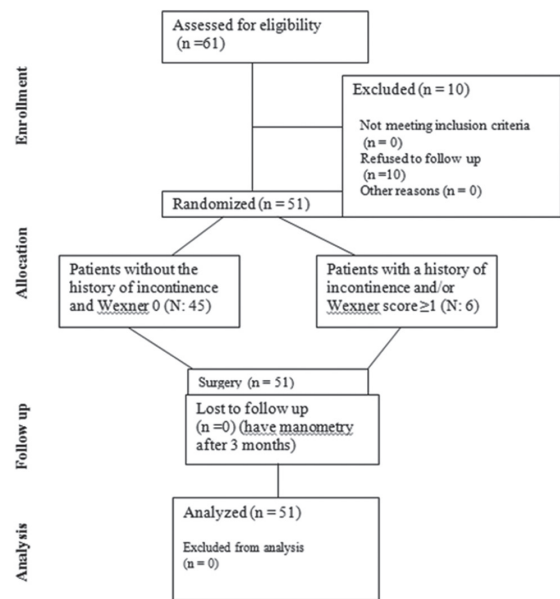 Enrollment
Assessed for eligibility
(n =61)
Excluded (n = 10)
Not meeting inclusion criteria
(n = 0)
Refused to follow up
(n =10)
Other reasons (n = 0)
Randomized (n = 51)
Allocation
Patients without the
history of incontinence
and Wexner 0 (N: 45)
Patients with a history of
incontinence and/or
Wexner score ≥1 (N: 6)
Follow up
Surgery (n = 51)
Lost to follow up
(n =0) (have manometry
after 3 months)
Analysis
Analyzed (n = 51)
Excluded from analysis
(n = 0)